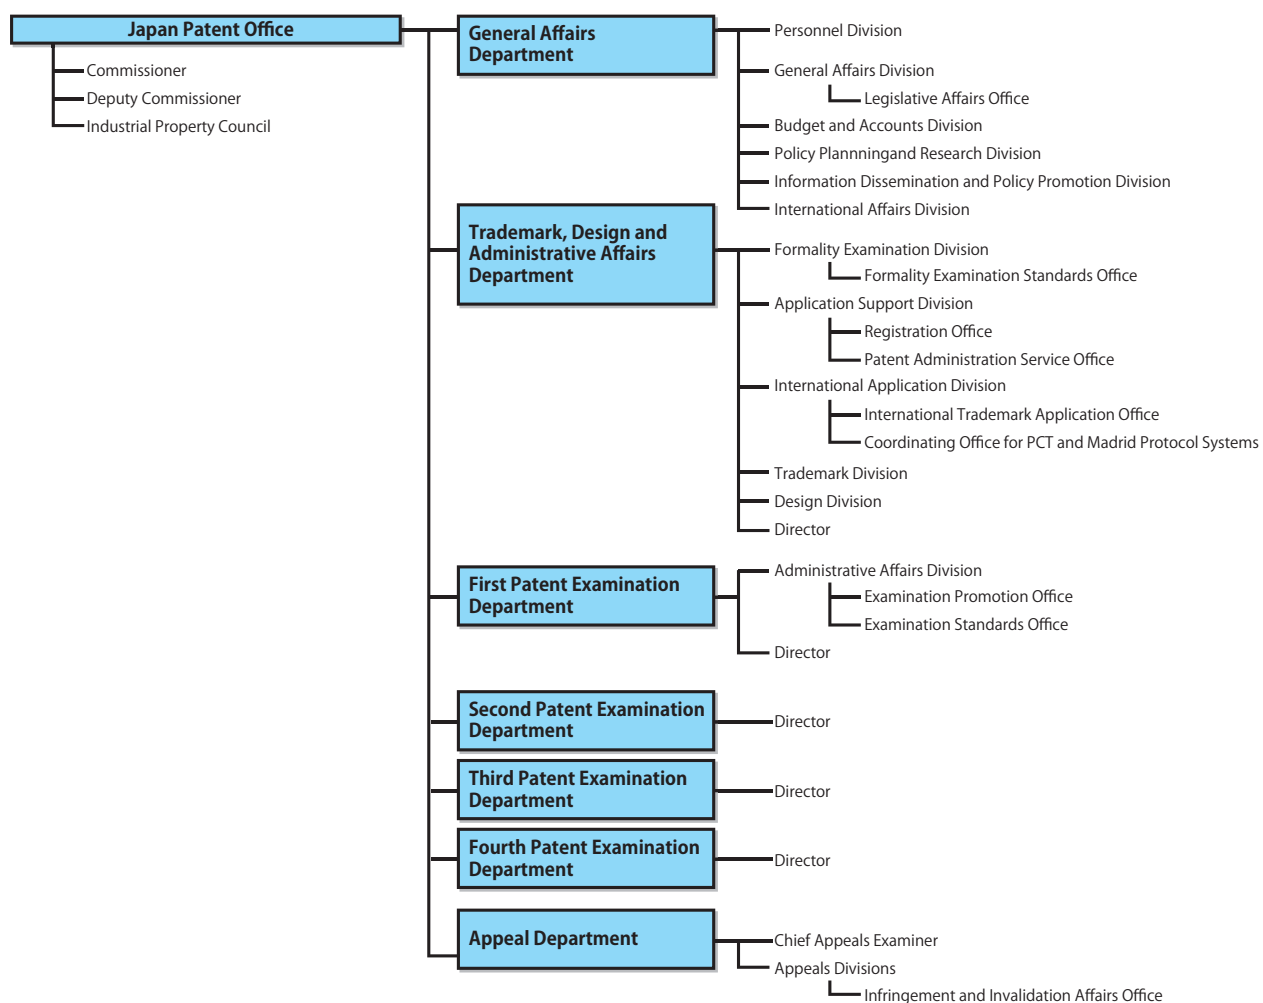 Japan Patent Office
Commissioner
Deputy Commissioner
Industrial Property Council
General Affairs
Department
Personnel Division
General Affairs Division
Legislative Affairs Office
Budget and Accounts Division
Policy Plannningand Research Division
Information Dissemination and Policy Promotion Division
International Affairs Division
Trademark, Design and
Administrative Affairs
Department
Formality Examination Division
Formality Examination Standards Office
Application Support Division
Registration Office
Patent Administration Service Office
International Application Division
International Trademark Application Office
Coordinating Office for PCT and Madrid Protocol Systems
Trademark Division
Design Division
Director
First Patent Examination
Department
Administrative Affairs Division
Examination Promotion Office
Examination Standards Office
Director
Second Patent Examination
Department
Director
Third Patent Examination
Department
Director
Fourth Patent Examination
Department
Director
Appeal Department
Chief Appeals Examiner
Appeals Divisions
Infringement and Invalidation Affairs Office